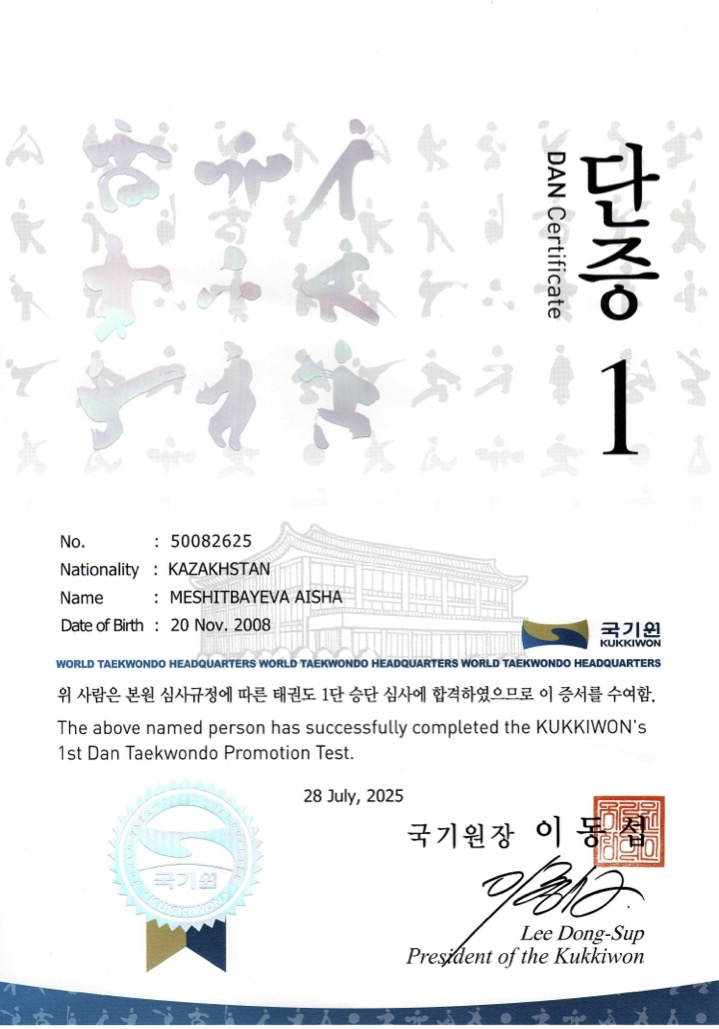 단증
DAN Certificate
1
No. : 50082625
Nationality : KAZAKHSTAN
Name : MESHITBAYEVA AISHA
Date of Birth : 20 Nov. 2008
국기원
KUKKIWON
WORLD TAEKWONDO HEADQUARTERS WORLD TAEKWONDO HEADQUARTERS WORLD TAEKWONDO HEADQUARTERS
위 사람은 본원 심사규정에 따른 태권도 1단 승단 심사에 합격하였으므로 이 증서를 수여함.
The above named person has successfully completed the KUKKIWON's
1st Dan Taekwondo Promotion Test.
28 July, 2025
국기원
KUKKIWON
국기원장 이동섭
Lee Dong-Sup
President of the Kukkiwon